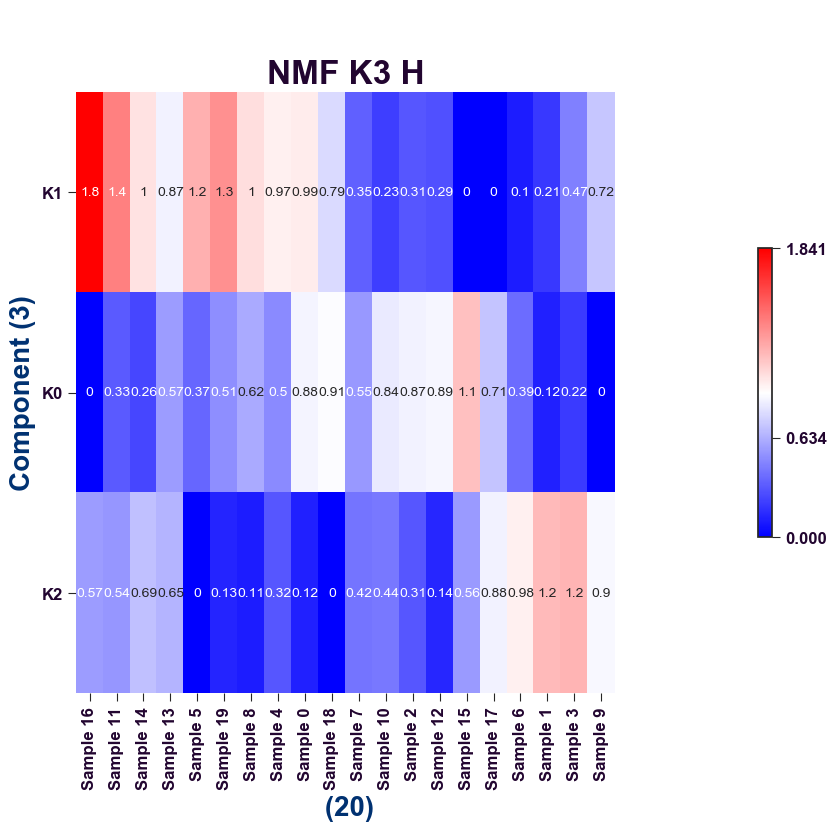 NMF K3 H
K1
1.8 1.4 1 0.87 1.2 1.3 1 0.97 0.99 0.79 0.35 0.23 0.31 0.29 0 0 0.1 0.21 0.47 0.72
1.841
Component (3)
K0
0 0.33 0.26 0.57 0.37 0.51 0.62 0.5 0.88 0.91 0.55 0.84 0.87 0.89 1.1 0.71 0.39 0.12 0.22 0
0.634
0.000
K2
0.57 0.54 0.69 0.65 0 0.13 0.11 0.32 0.12 0 0.42 0.44 0.31 0.14 0.56 0.88 0.98 1.2 1.2 0.9
Sample 16
Sample 11
Sample 14
Sample 13
Sample 5
Sample 19
Sample 8
Sample 4
Sample 0
Sample 18
Sample 7
Sample 10
Sample 2
Sample 12
Sample 15
Sample 17
Sample 6
Sample 1
Sample 3
Sample 9
(20)